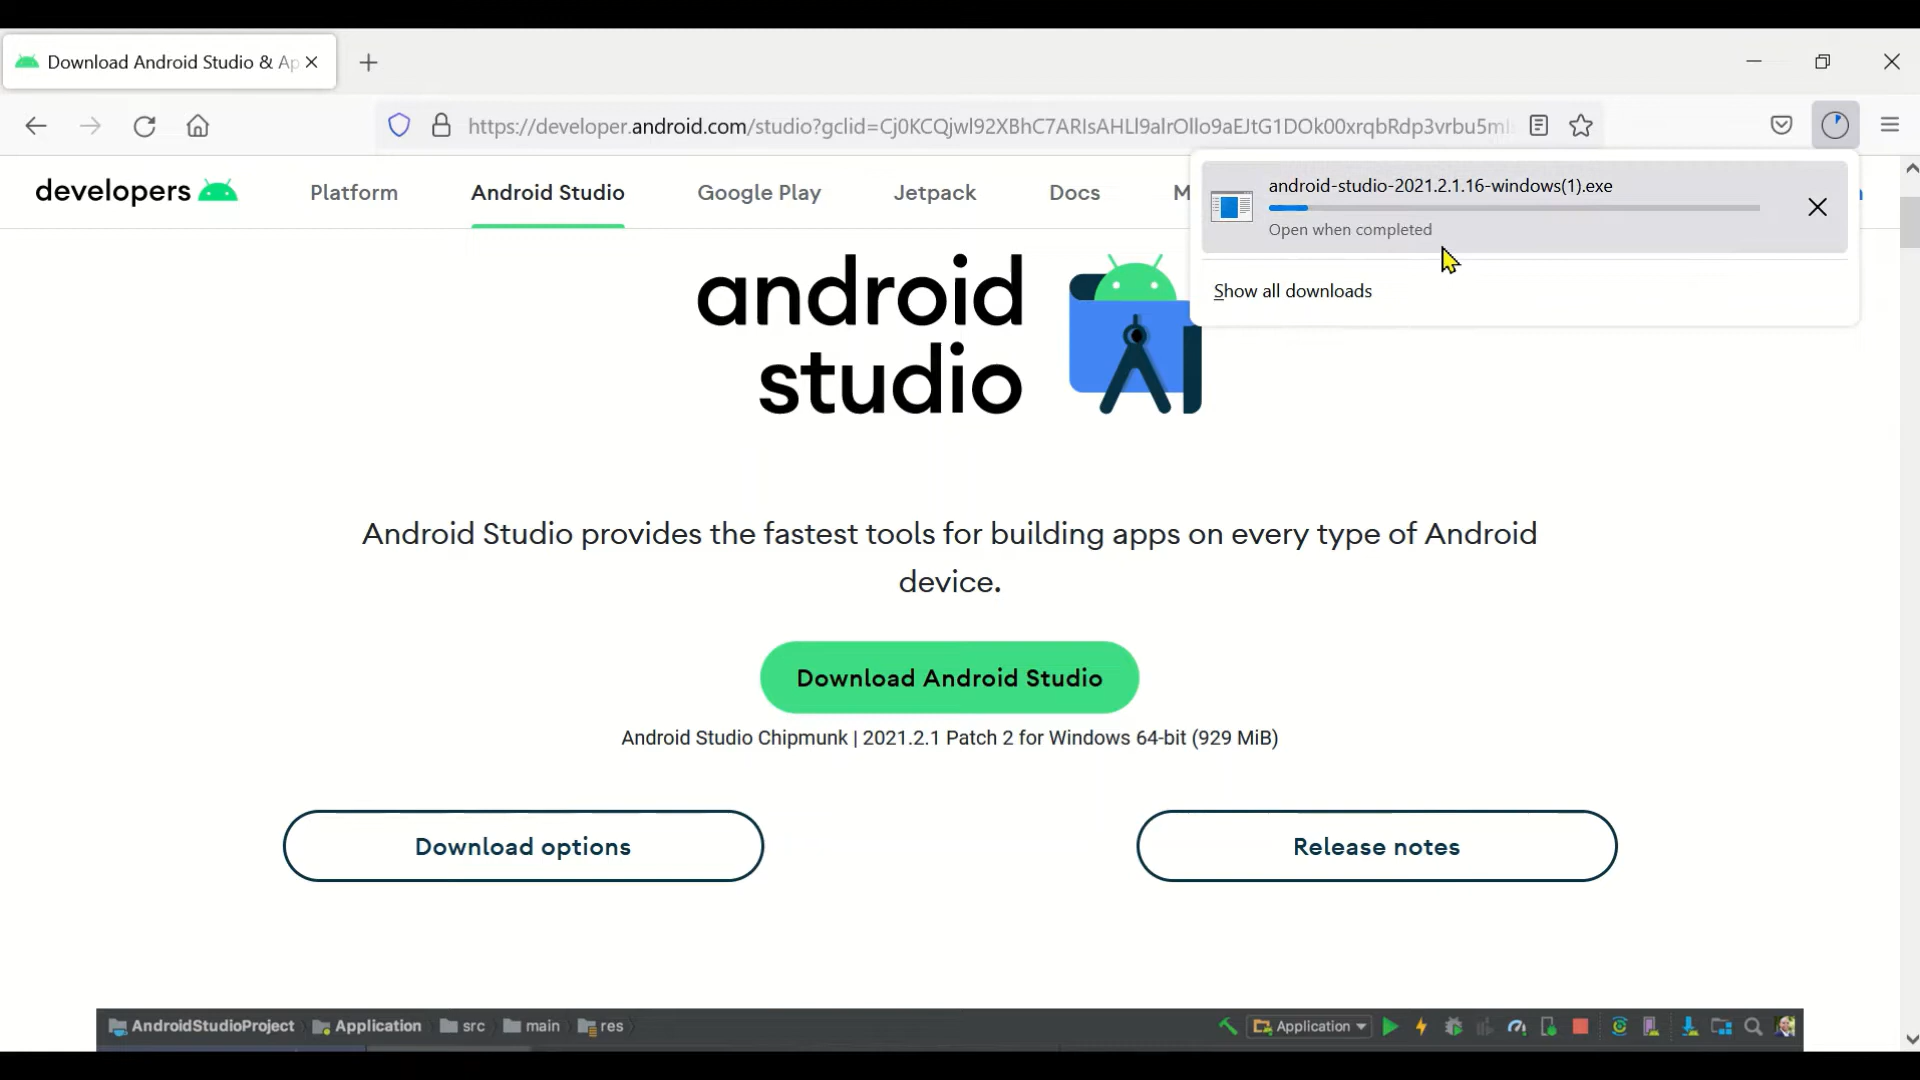 Download Android Studio & Ap
https://developer.android.com/studio?gclid=
developers
Platform
Android Studio
Google Play
Jetpack
Docs
M
android-studio-2021.2.1.16-windows(1).exe
Open when completed
Show all downloads
android
studio
Android Studio provides the fastest tools for building apps on every type of Android
device.
Download Android Studio
Android Studio Chipmunk | 2021.2.1 Patch 2 for Windows 64-bit (929 MiB)
Download options
Release notes
AndroidStudioProject
Application
src
main
res
Application